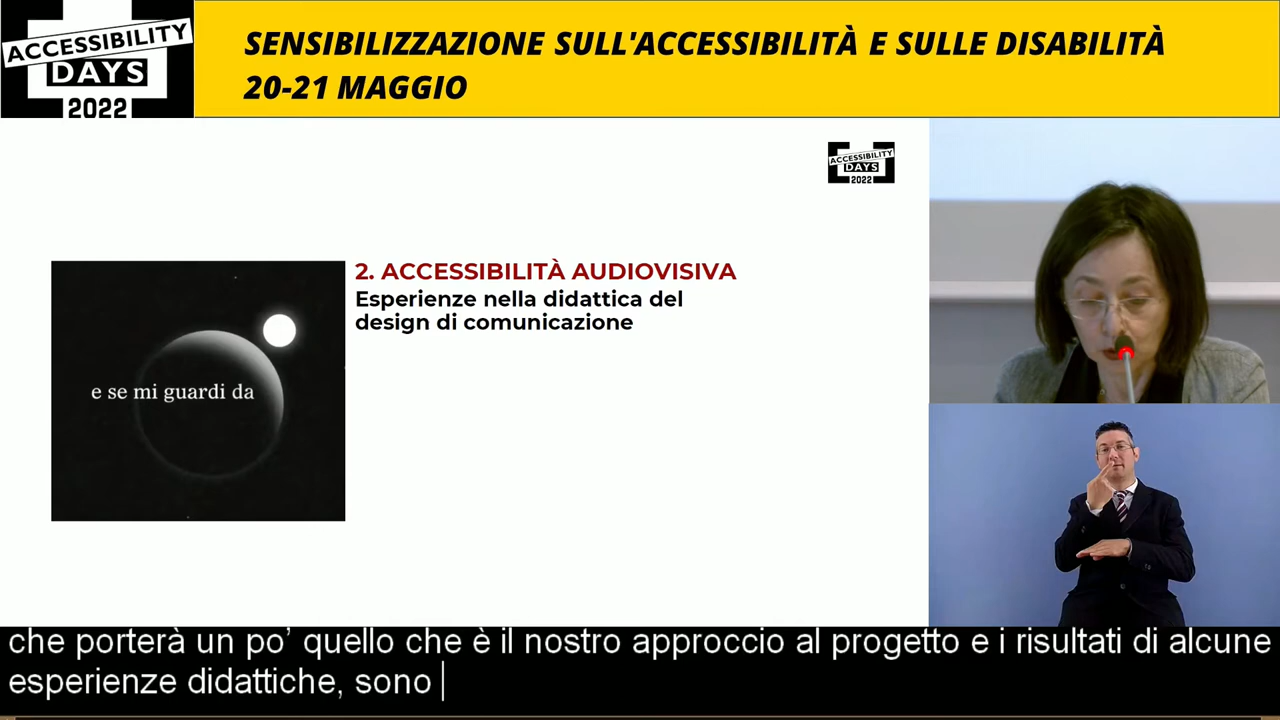 ACCESSIBILITY
DAYS
2022
SENSIBILIZZAZIONE SULL'ACCESSIBILITÀ E SULLE DISABILITÀ
20-21 MAGGIO
ACCESSIBILITY
DAYS
2022
2. ACCESSIBILITÀ AUDIOVISIVA
Esperienze nella didattica del
design di comunicazione
e se mi guardi da
che porterà un po’ quello che è il nostro approccio al progetto e i risultati di alcune
esperienze didattiche, sono